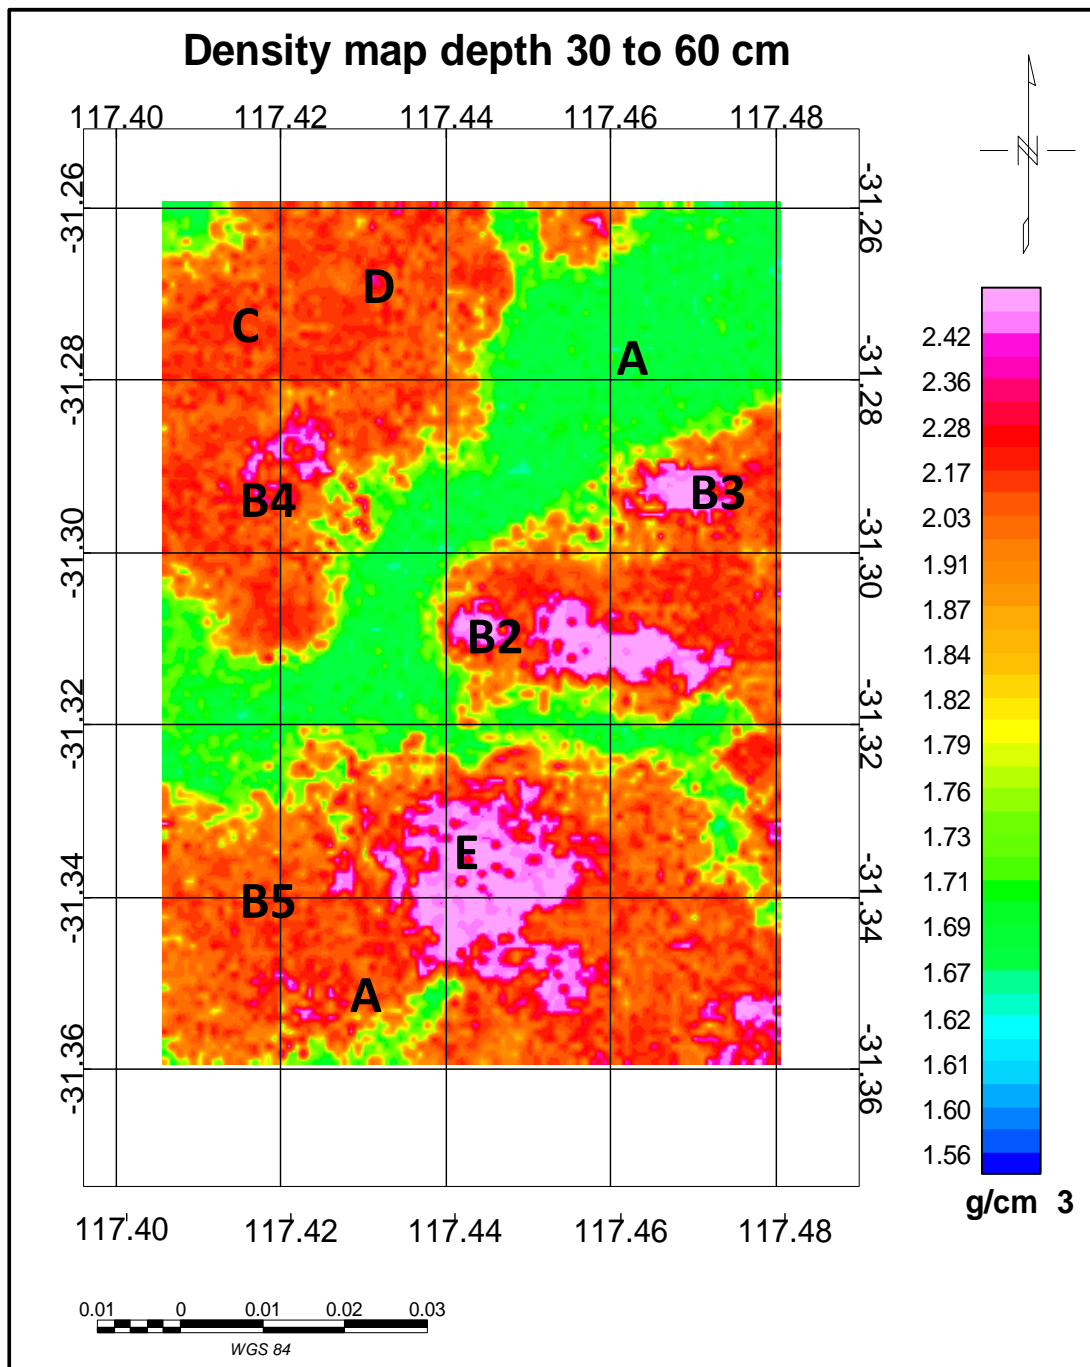 Density map depth 30 to 60 cm
117.40 117.42 117.44 117.46 117.48
N
-31.26 -31.26
D
C
A
-31.28 -31.28
B4
B3
-31.30 -31.30
B2
-31.32 -31.32
E
-31.34 -31.34
B5
A
-31.36 -31.36
2.42
2.36
2.28
2.17
2.03
1.91
1.87
1.84
1.82
1.79
1.76
1.73
1.71
1.69
1.67
1.62
1.61
1.60
1.56
g/cm 3
117.40 117.42 117.44 117.46 117.48
0.01 0 0.01 0.02 0.03
WGS 84